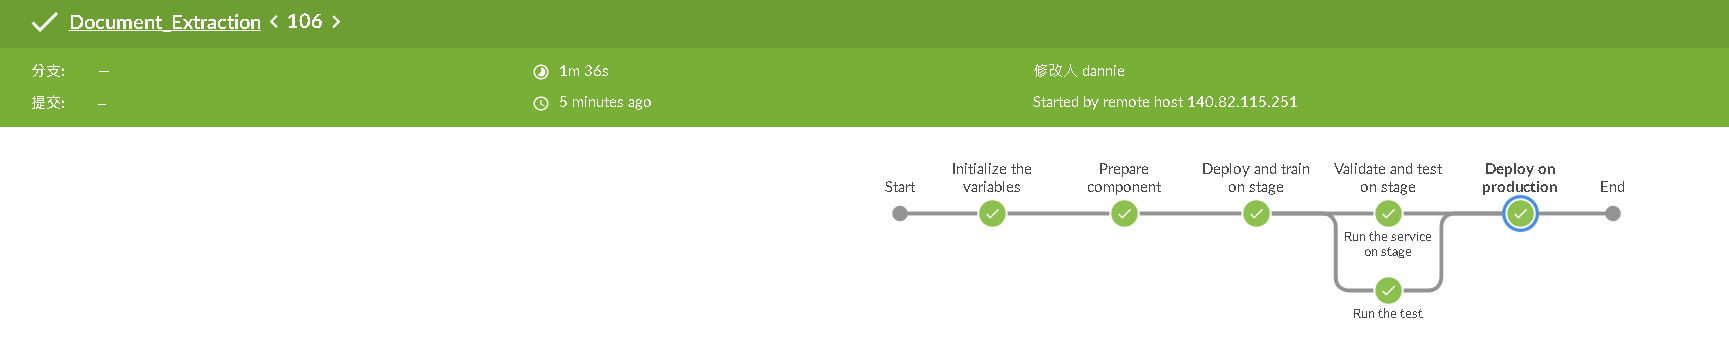 Document_Extraction < 106 >
分支: —
1m 36s
修改人 dannie
提交: —
5 minutes ago
Started by remote host 140.82.115.251
Start
Initialize the
variables
Prepare
component
Deploy and train
on stage
Validate and test
on stage
Deploy on
production
End
Run the service
on stage
Run the test